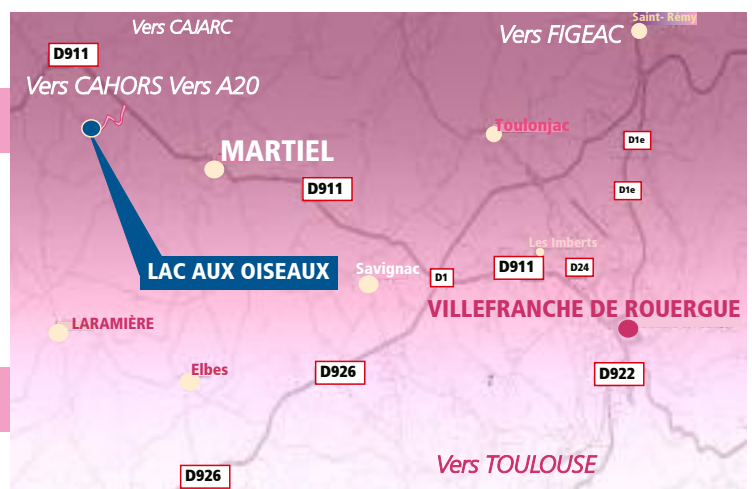 Saint- Rémy
Vers CAJARC
Vers FIGEAC
D911
Vers CAHORS Vers A20
Toulonjac
D1e
MARTIEL
D911
D1e
Les Imberts
LAC AUX OISEAUX
Savignac
D1
D911
D24
VILLEFRANCHE DE ROUERGUE
LARAMIÈRE
Elbes
D926
D922
Vers TOULOUSE
D926